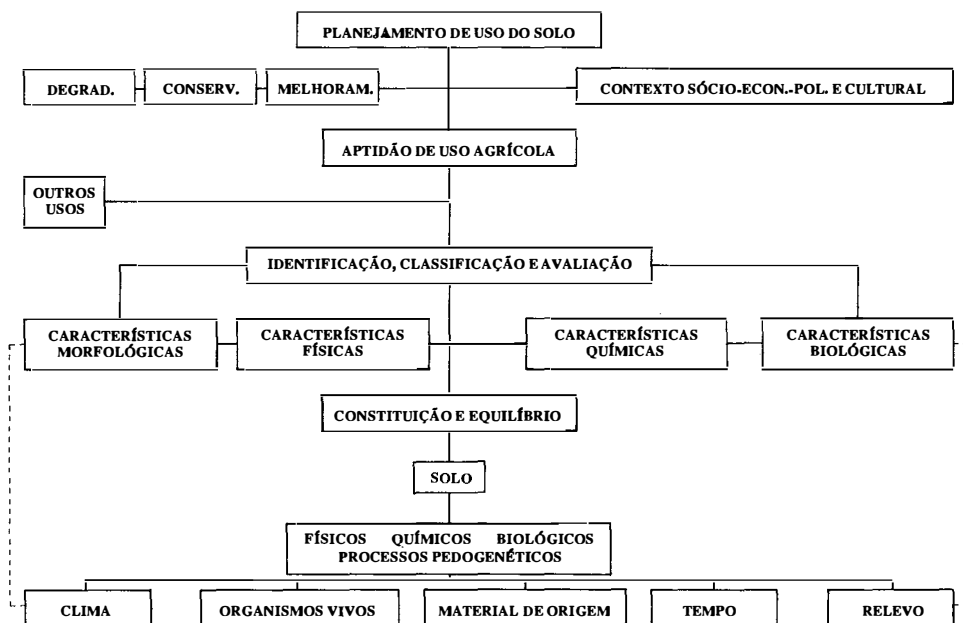 PLANEJAMENTO DE USO DO SOLO
DEGRAD.
CONSERV.
MELHORAM.
CONTEXTO SÓCIO-ECON.-POL. E CULTURAL
APTIDÃO DE USO AGRÍCOLA
OUTROS
USOS
IDENTIFICAÇÃO, CLASSIFICAÇÃO E AVALIAÇÃO
CARACTERÍSTICAS
MORFOLÓGICAS
CARACTERÍSTICAS
FÍSICAS
CARACTERÍSTICAS
QUÍMICAS
CARACTERÍSTICAS
BIOLÓGICAS
CONSTITUIÇÃO E EQUILÍBRIO
SOLO
FÍSICOS QUÍMICOS BIOLÓGICOS
PROCESSOS PEDOGENÉTICOS
CLIMA
ORGANISMOS VIVOS
MATERIAL DE ORIGEM
TEMPO
RELEVO